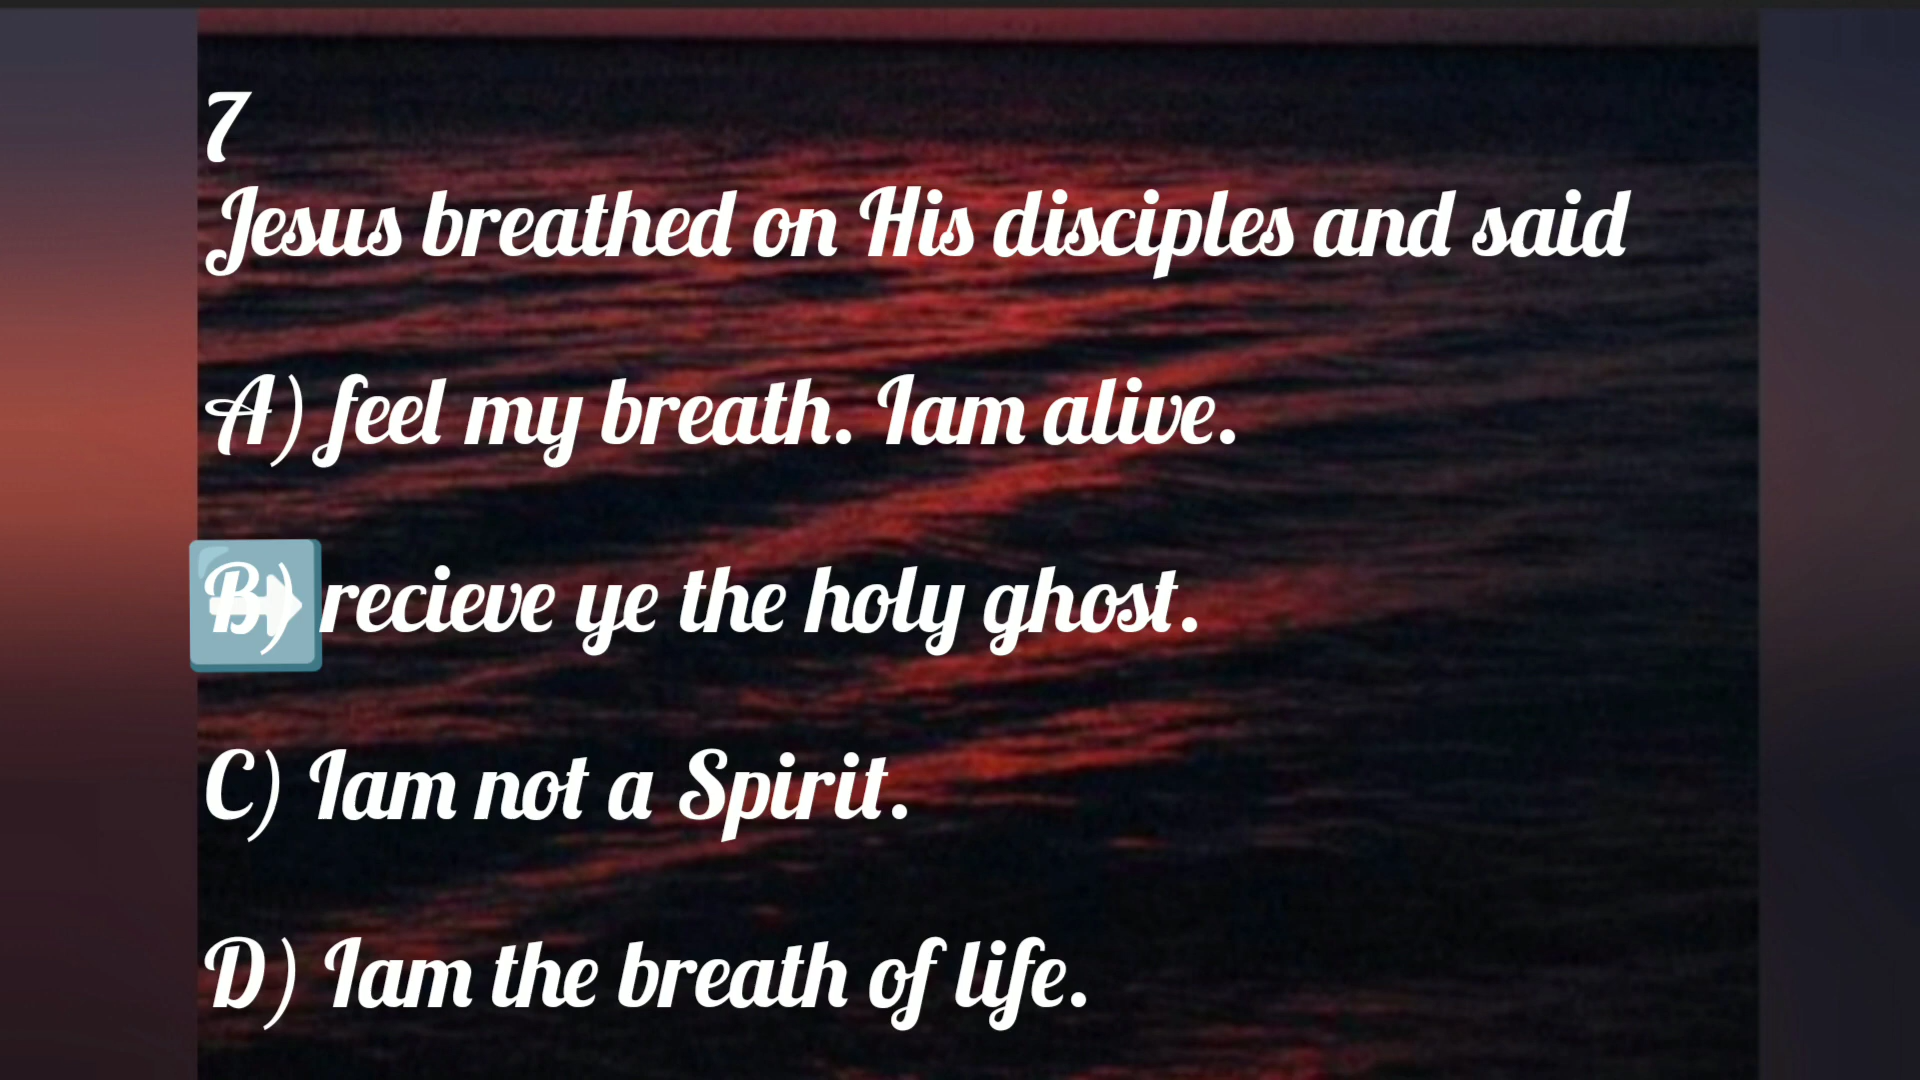 7
Jesus breathed on His disciples and said
A) feel my breath. Iam alive.
B) recieve ye the holy ghost.
C) Iam not a Spirit.
D) Iam the breath of life.